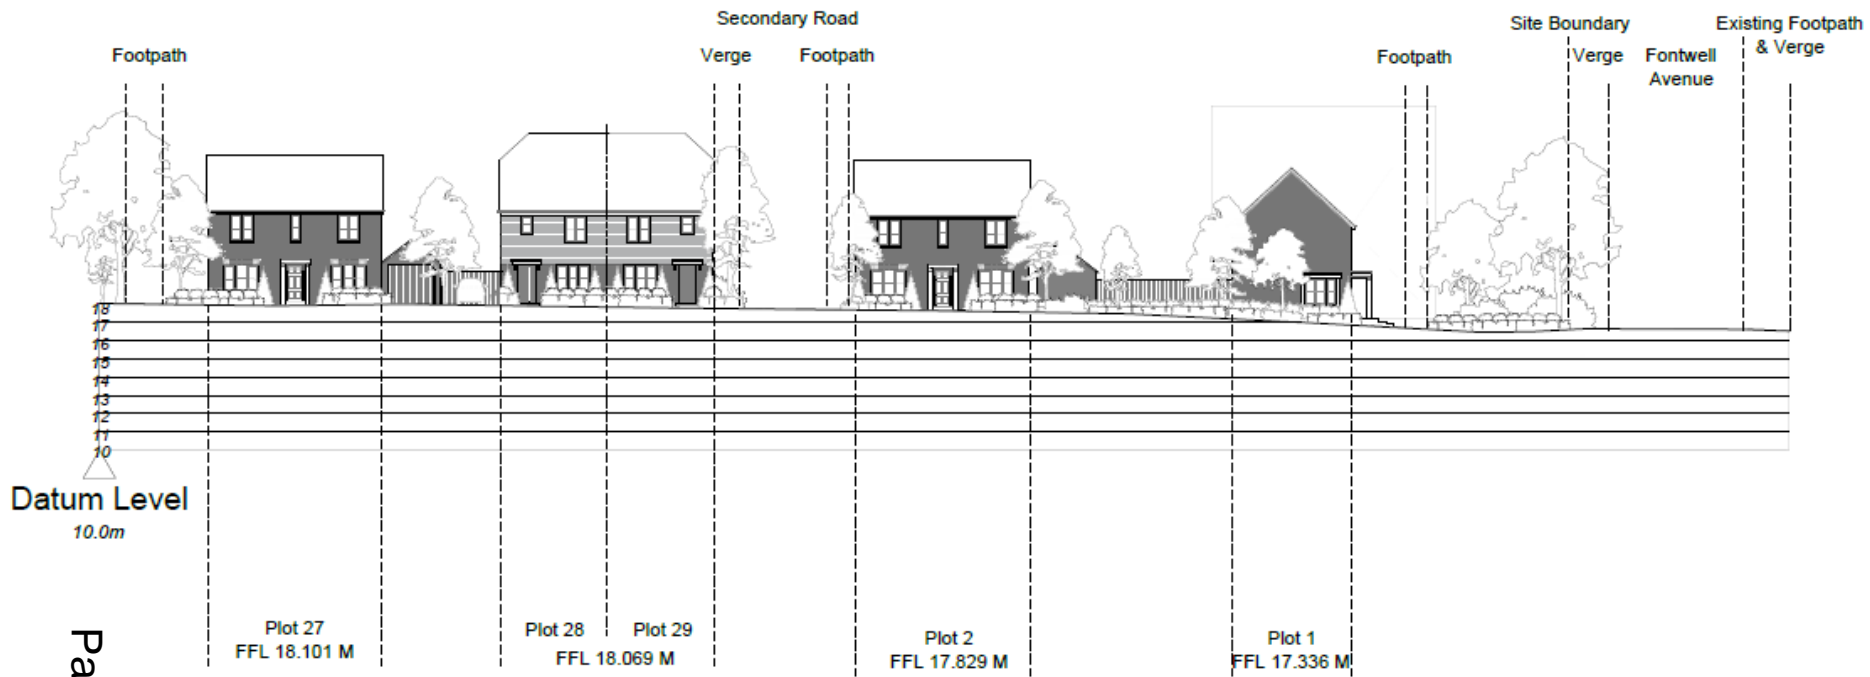 Secondary Road
Site Boundary
Existing Footpath
& Verge
Footpath
Verge
Footpath
Footpath
Verge
Fontwell
Avenue
18
17
16
15
14
13
12
11
10
Datum Level
10.0m
Plot 27
FFL 18.101 M
Plot 28
Plot 29
FFL 18.069 M
Plot 2
FFL 17.829 M
Plot 1
FFL 17.336 M
Pa